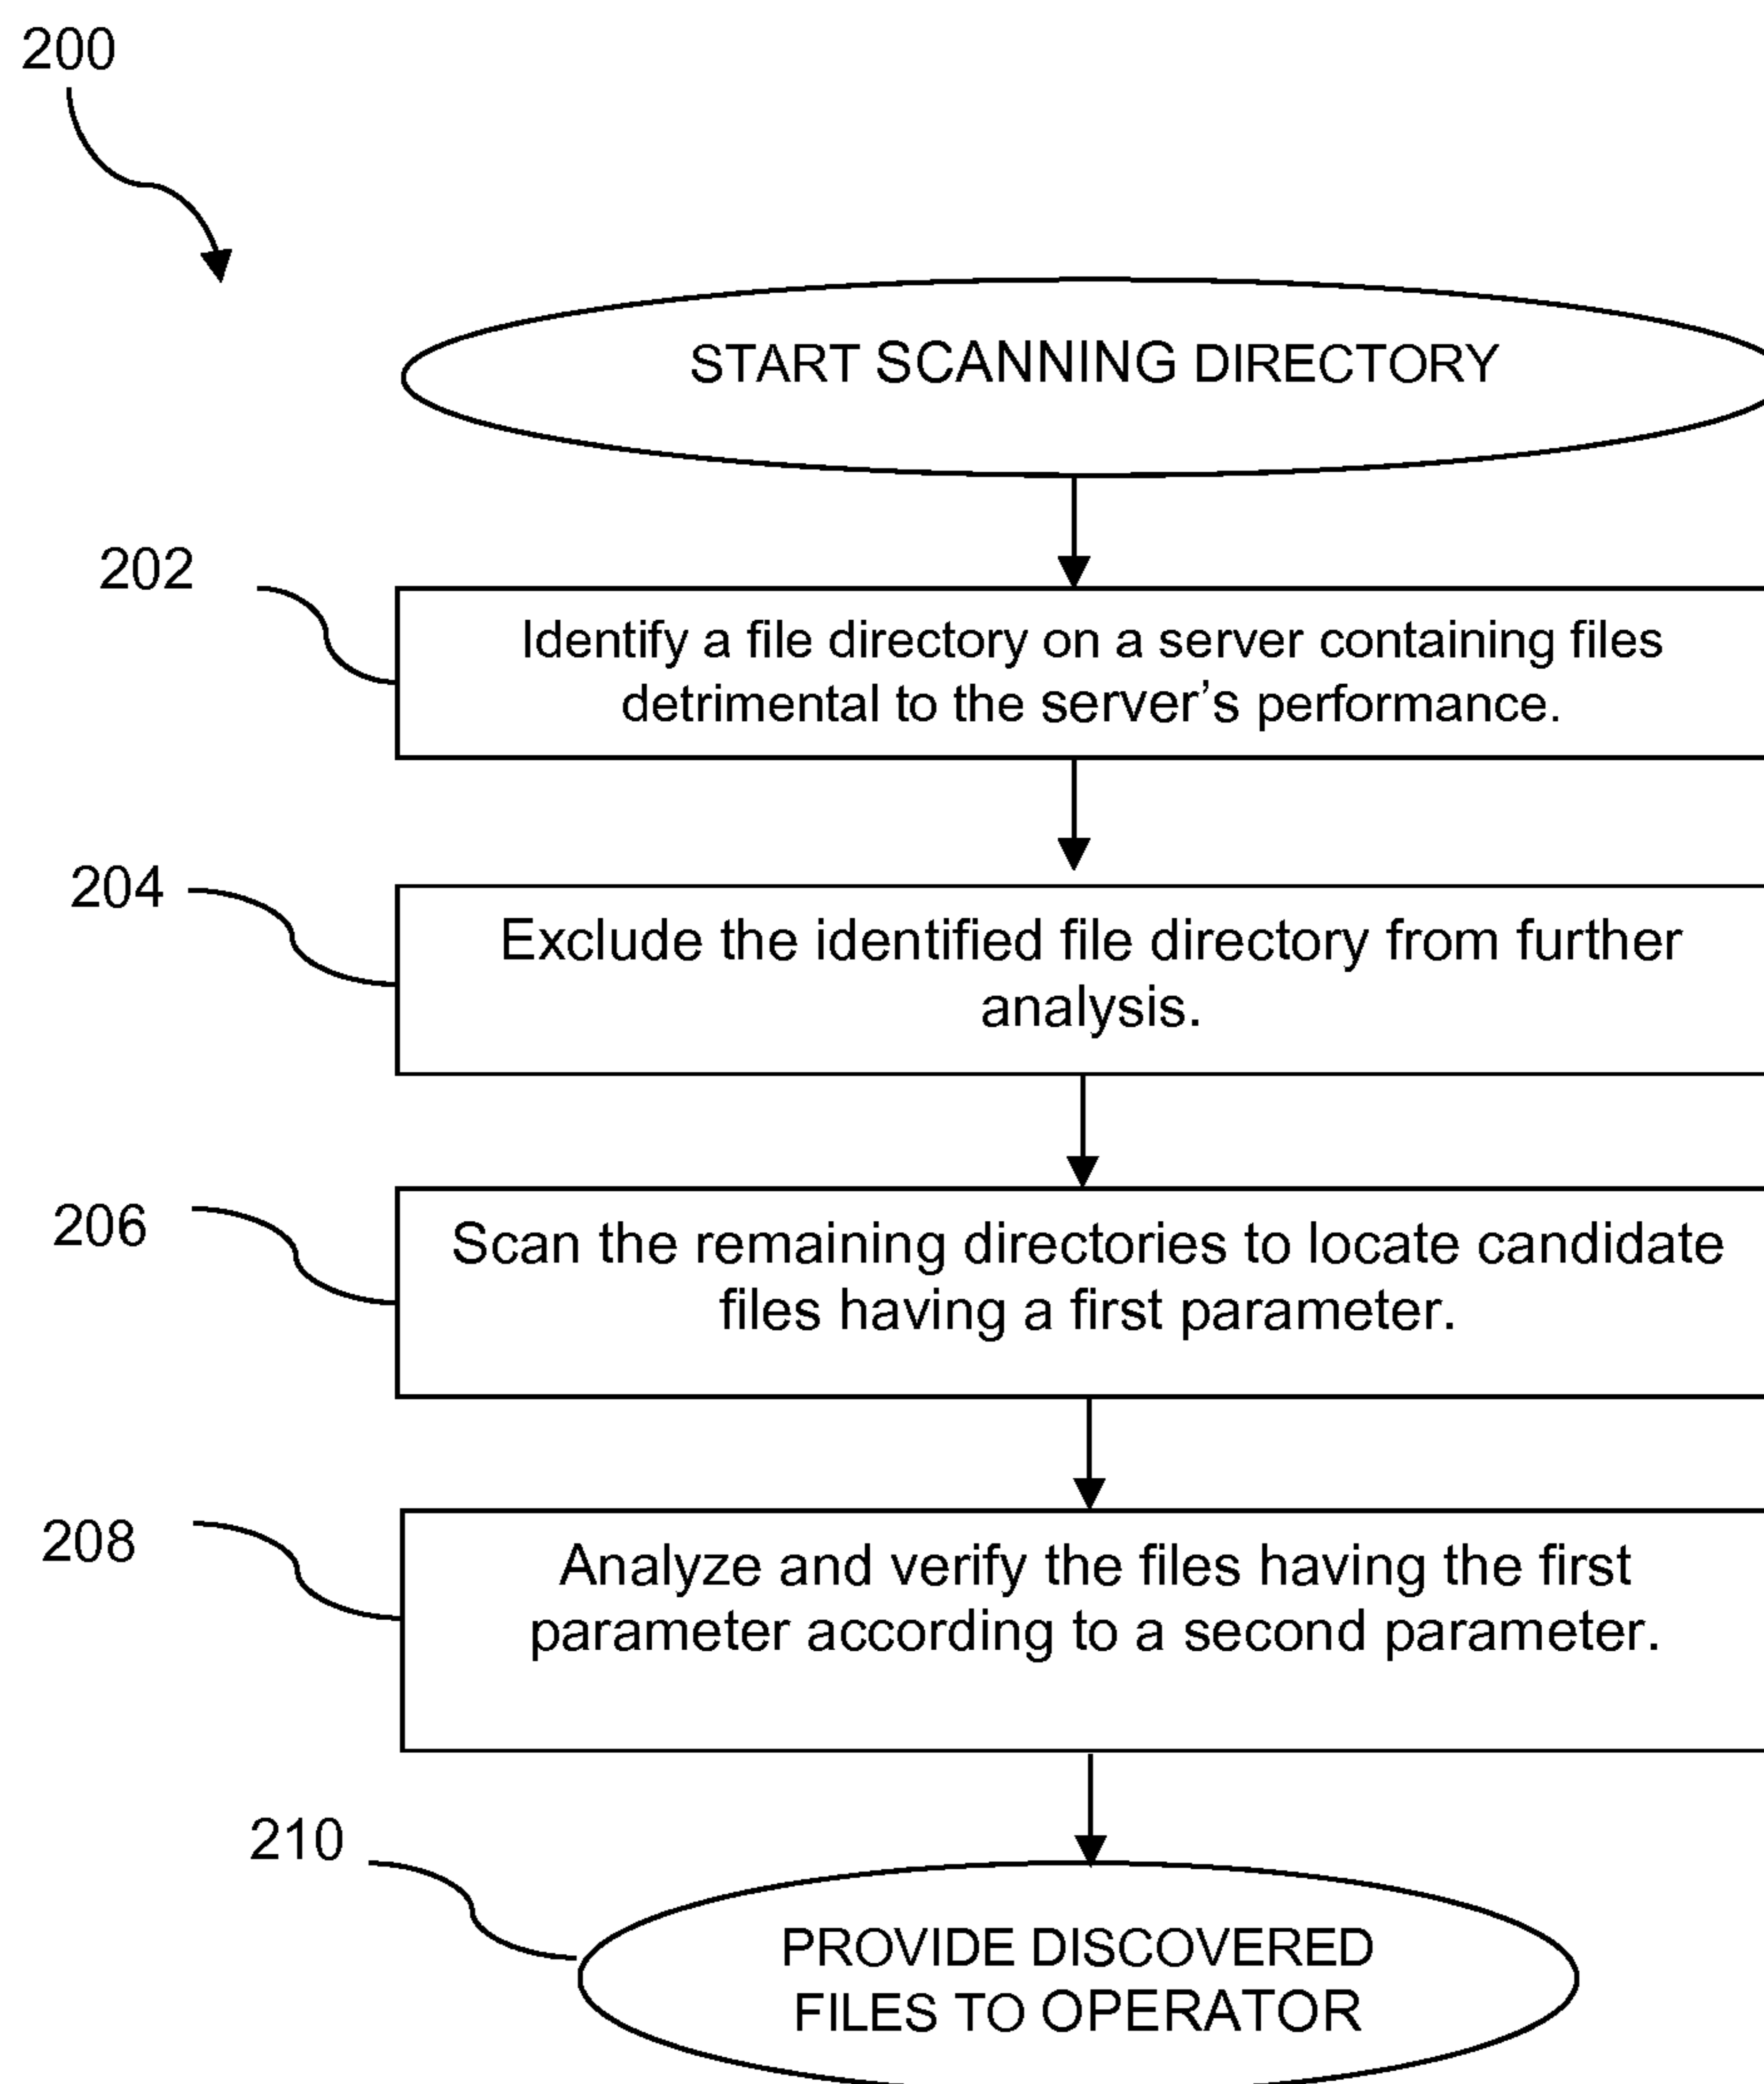 200
START SCANNING DIRECTORY
202
Identify a file directory on a server containing files
detrimental to the server’s performance.
204
Exclude the identified file directory from further
analysis.
206
Scan the remaining directories to locate candidate
files having a first parameter.
208
Analyze and verify the files having the first
parameter according to a second parameter.
210
PROVIDE DISCOVERED
FILES TO OPERATOR